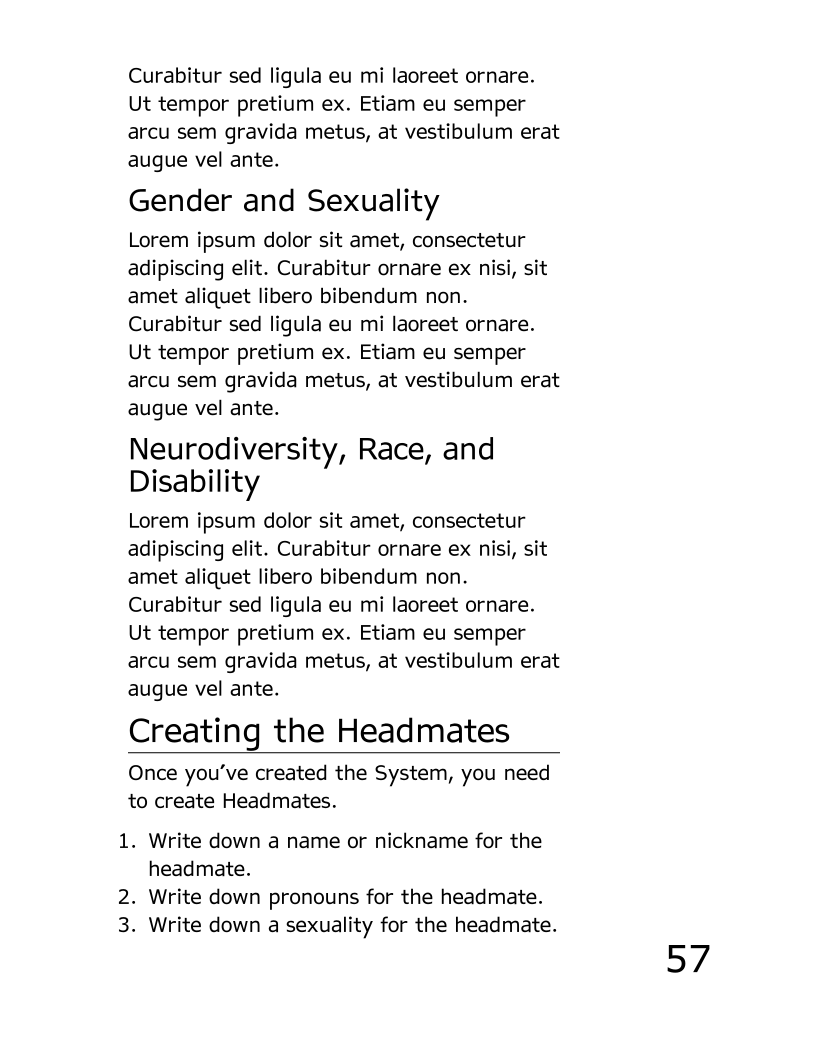 Curabitur sed ligula eu mi laoreet ornare.
Ut tempor pretium ex. Etiam eu semper
arcu sem gravida metus, at vestibulum erat
augue vel ante.
Gender and Sexuality
Lorem ipsum dolor sit amet, consectetur
adipiscing elit. Curabitur ornare ex nisi, sit
amet aliquet libero bibendum non.
Curabitur sed ligula eu mi laoreet ornare.
Ut tempor pretium ex. Etiam eu semper
arcu sem gravida metus, at vestibulum erat
augue vel ante.
Neurodiversity, Race, and
Disability
Lorem ipsum dolor sit amet, consectetur
adipiscing elit. Curabitur ornare ex nisi, sit
amet aliquet libero bibendum non.
Curabitur sed ligula eu mi laoreet ornare.
Ut tempor pretium ex. Etiam eu semper
arcu sem gravida metus, at vestibulum erat
augue vel ante.
Creating the Headmates
Once you’ve created the System, you need
to create Headmates.
1. Write down a name or nickname for the
headmate.
2. Write down pronouns for the headmate.
3. Write down a sexuality for the headmate.
57